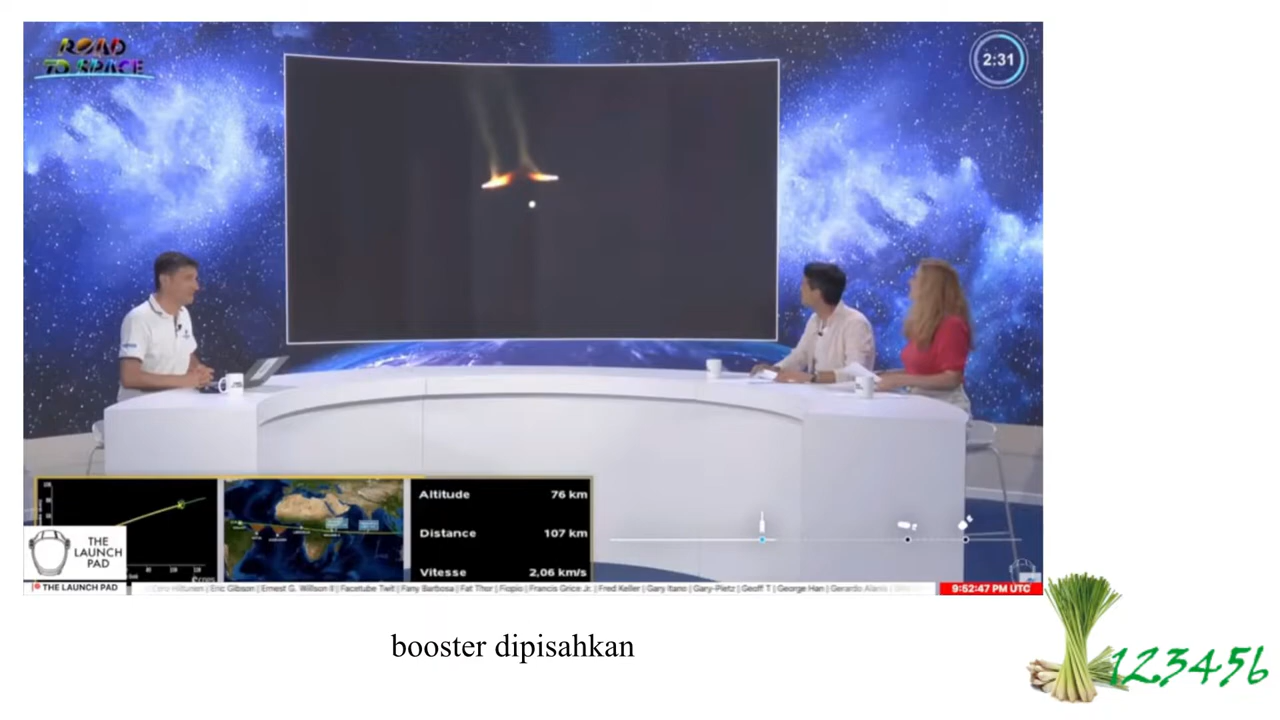 ROAD
TO SPACE
2:31
Altitude 76 km
Distance 107 km
Vitesse 2,06 km/s
THE
LAUNCH
PAD
THE LAUNCH PAD
| Eric Gibson | Ernest G. Willson II | Facetube Twit | Fany Barbosa | Fat Thor | Fiopio | Francis Grice Jr. | Fred Keller | Gary Itano | Gary-Pietz | Geoff T | George Han | Gerardo
9:52:47 PM UTC
booster dipisahkan
123456